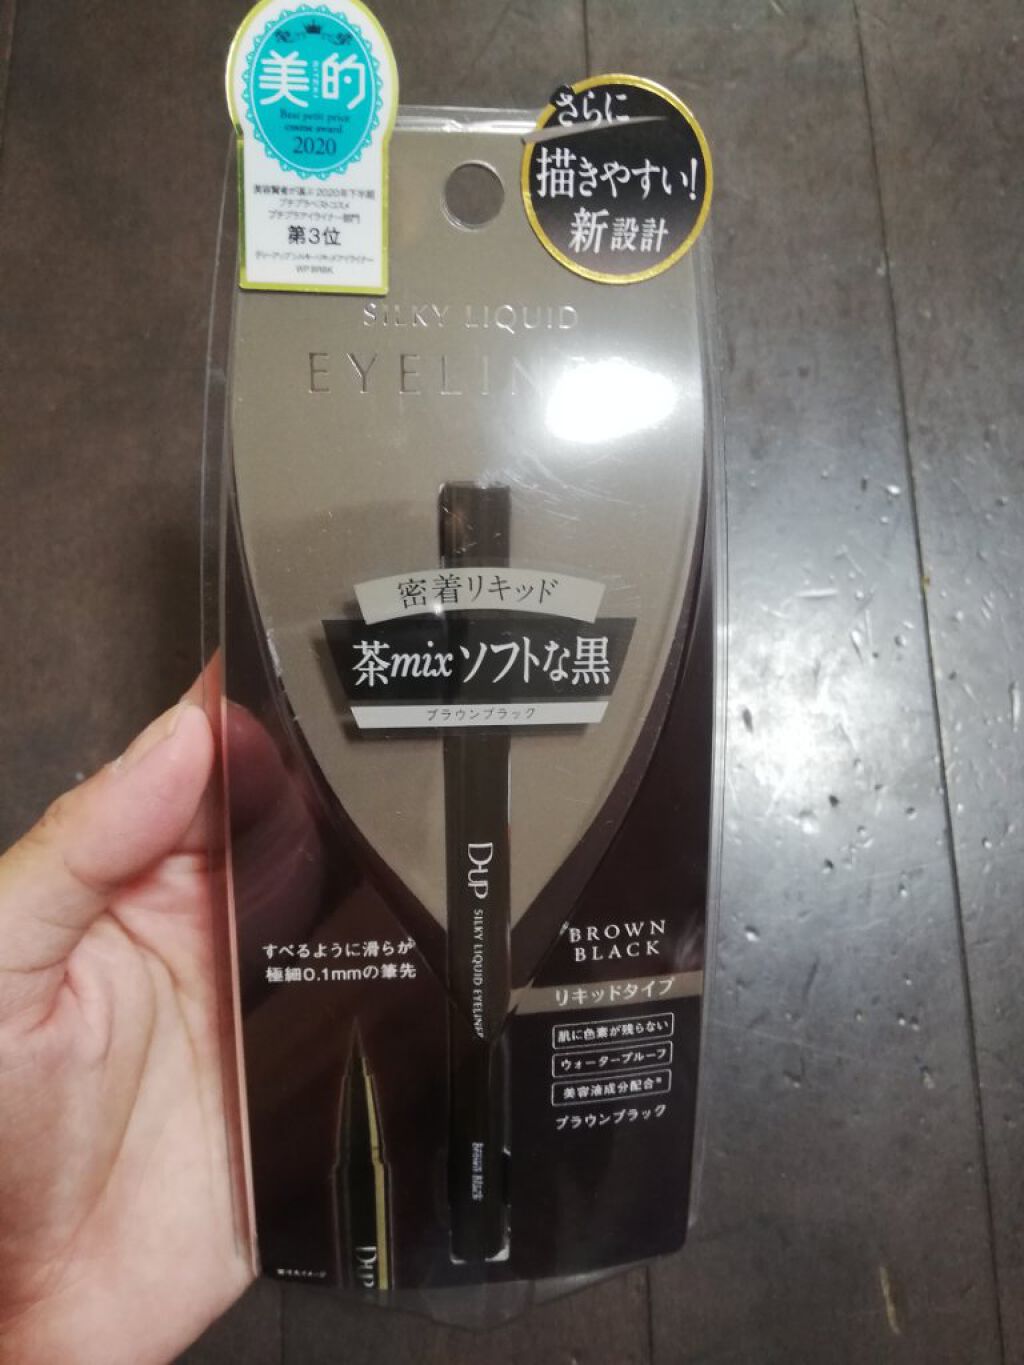 美的
BITEKI
Best petit price
cosme award
2020
美容賢者が選ぶ 2020年下半期
プチプラベストコスメ
プチプラアイライナー部門
第3位
WP BRBK
さらに
描きやすい!
新設計
SILKY LIQUID
EYELIN
密着リキッド
茶mixソフトな黒
ブラウンブラック
D-UP SILKY LIQUID EYELINER
Brown Black
すべるように滑らか
極細0.1mmの筆先
D-UP
BROWN
BLACK
リキッドタイプ
肌に色素が残らない
ウォータープルーフ
美容液成分配合※
ブラウンブラック